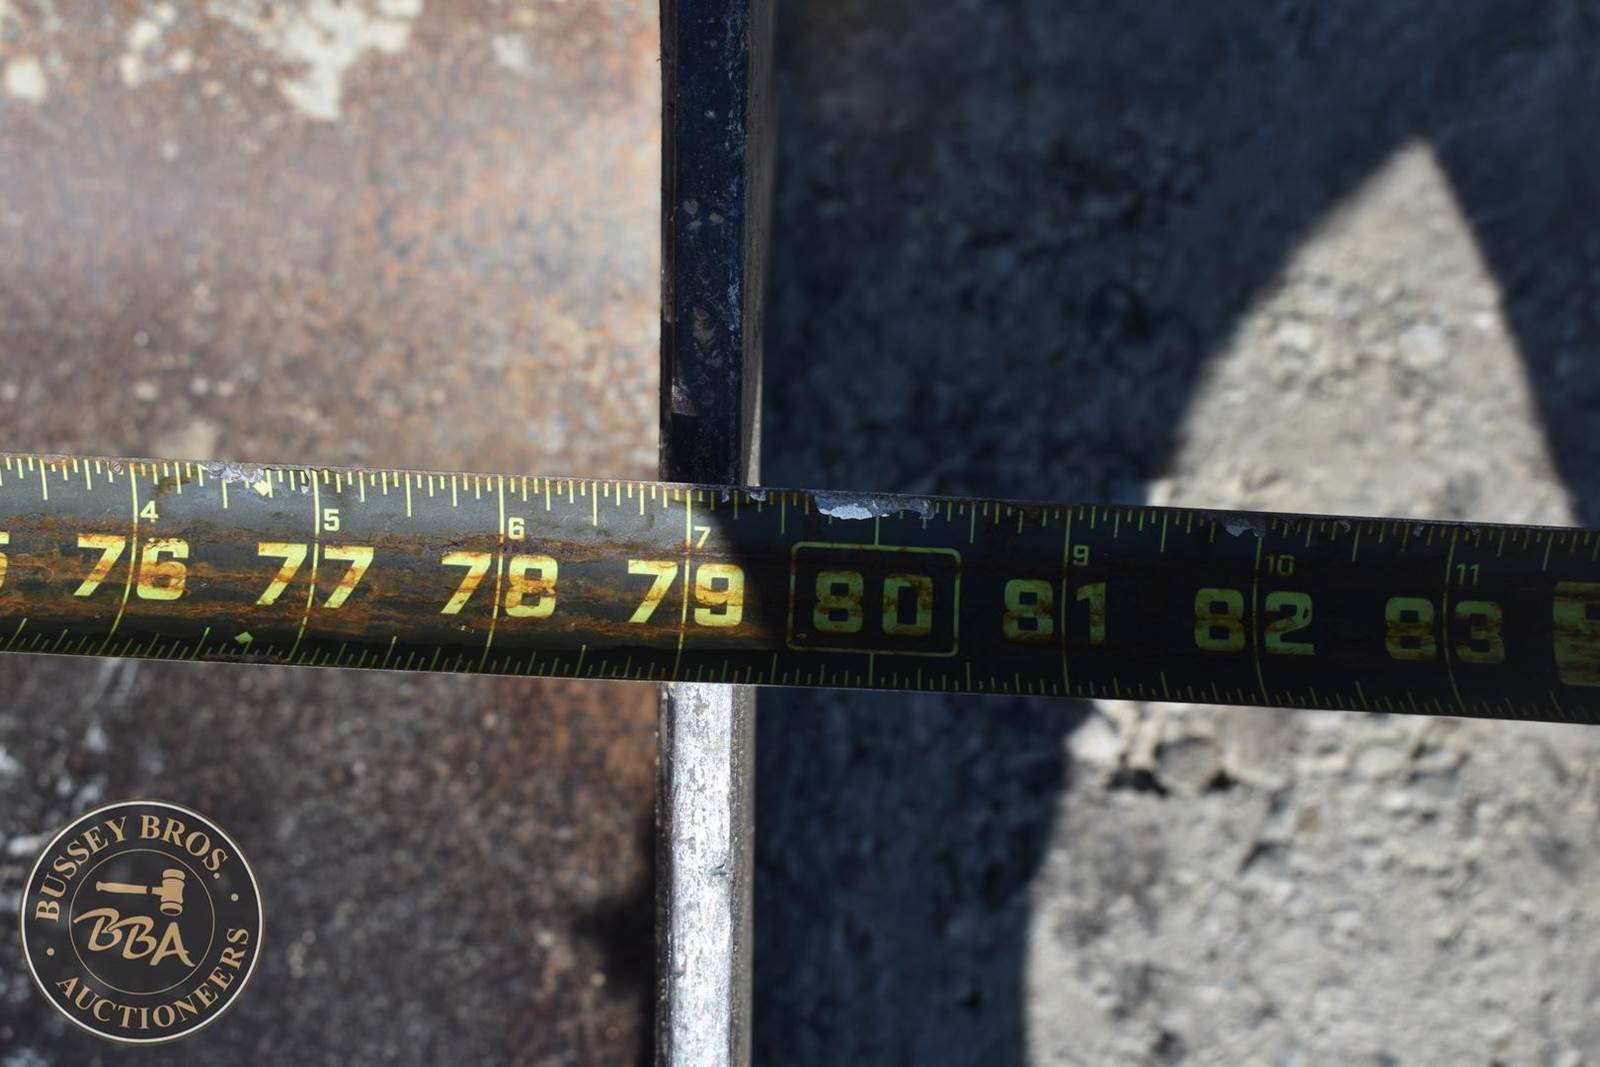 4 5 6 7 9 10 11
76 77 78 79 80 81 82 83
BUSSEY BROS.
BBA
AUCTIONEERS